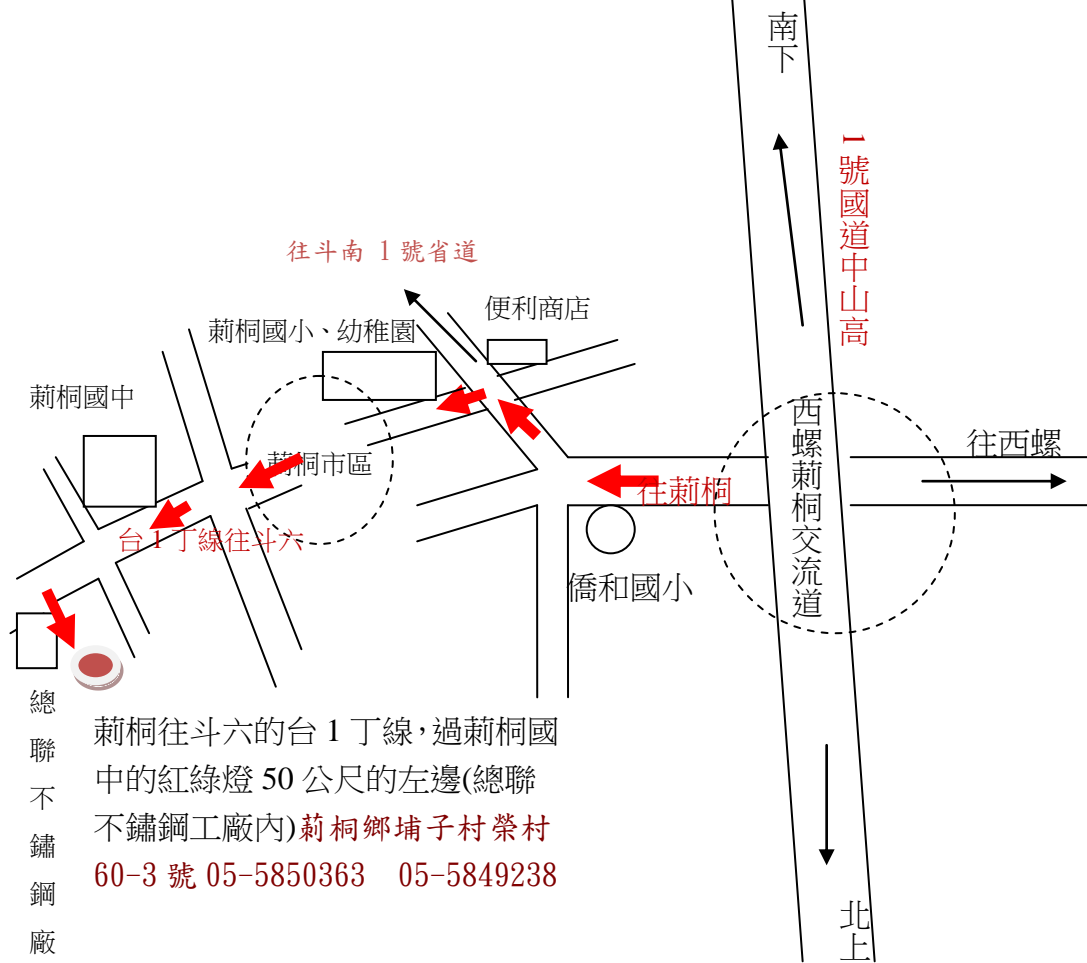 南下
1號國道中山高
往斗南 1號省道
便利商店
莿桐國小、幼稚園
莿桐國中
西螺莿桐交流道
往西螺
莿桐市區
往莿桐
台1丁線往斗六
僑和國小
總聯不鏽鋼廠
莿桐往斗六的台1丁線，過莿桐國
中的紅綠燈 50 公尺的左邊(總聯
不鏽鋼工廠內)莿桐鄉埔子村榮村
60-3 號 05-5850363 05-5849238
北上